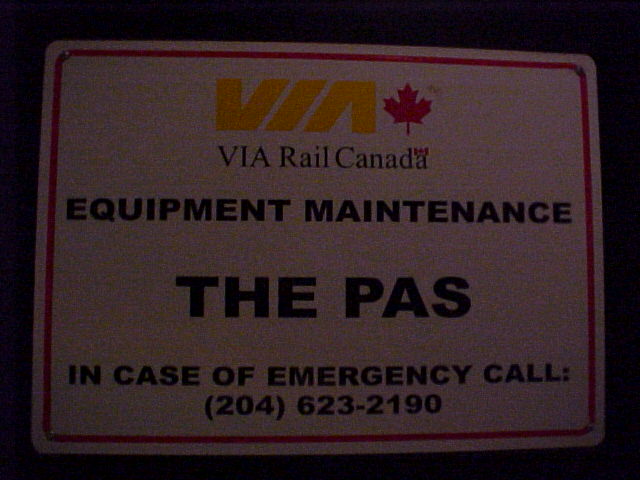 VIA
VIA Rail Canada
EQUIPMENT MAINTENANCE
THE PAS
IN CASE OF EMERGENCY CALL:
(204) 623-2190